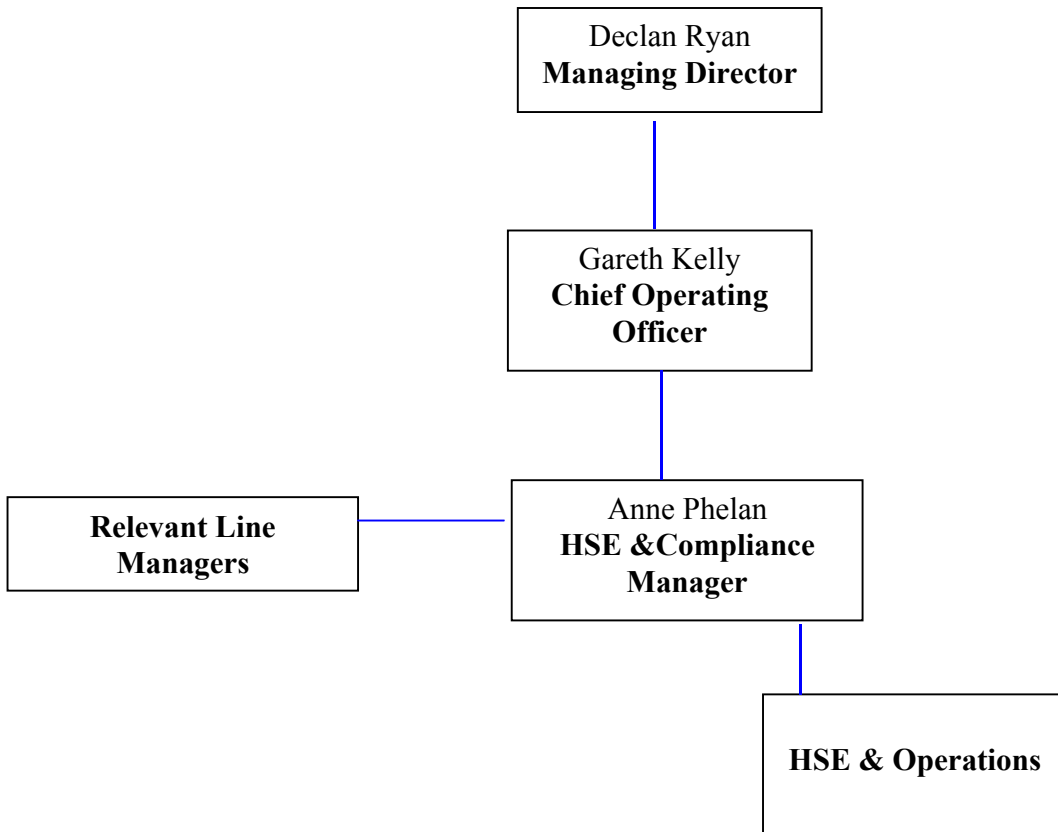 Declan Ryan
Managing Director
Gareth Kelly
Chief Operating
Officer
Relevant Line
Managers
Anne Phelan
HSE &Compliance
Manager
HSE & Operations